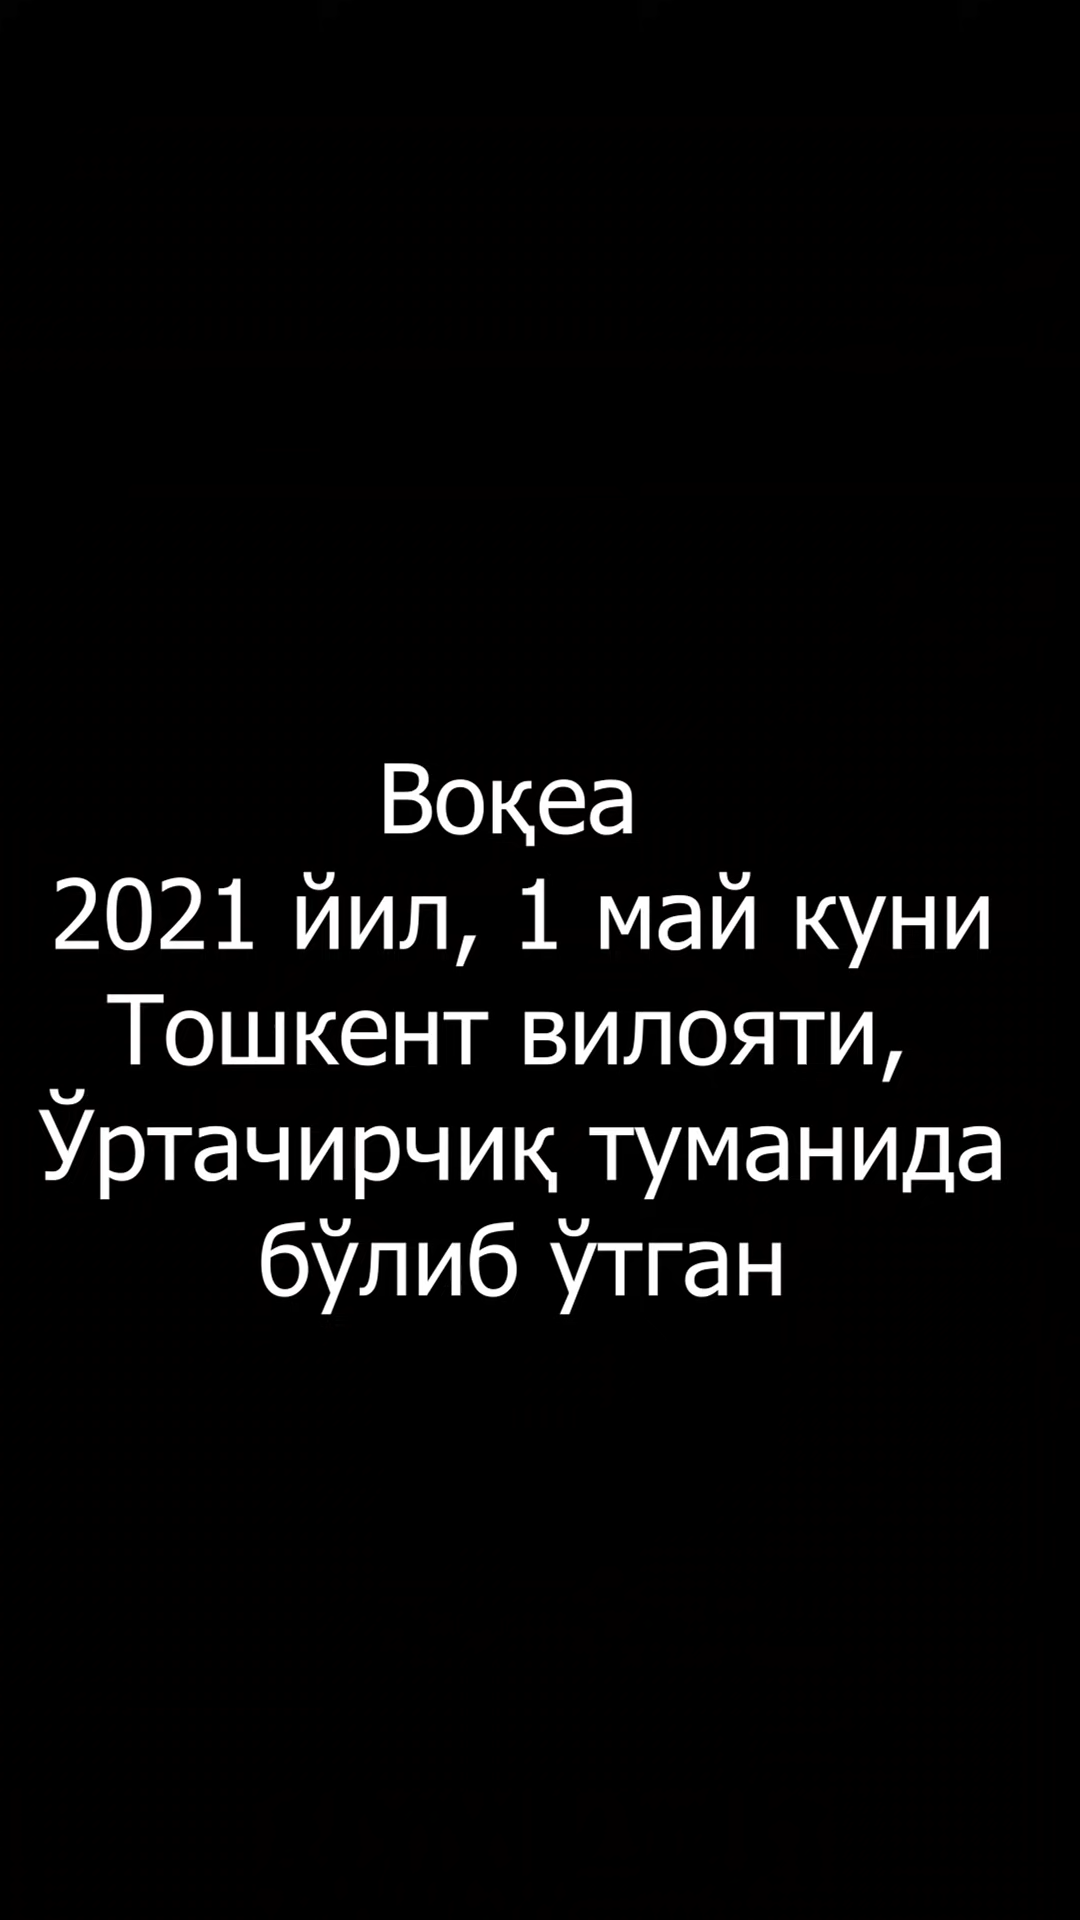 Воқеа
2021 йил, 1 май куни
Тошкент вилояти,
Ўртачирчиқ туманида
бўлиб ўтган